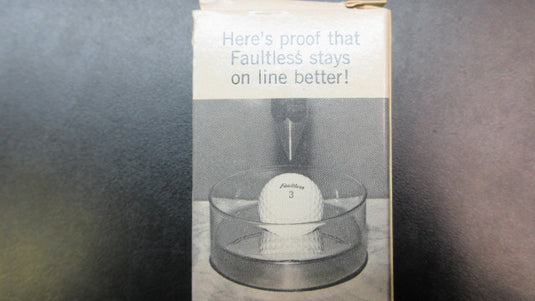 Here's proof that
Faultless stays
on line better!
Faultless
3